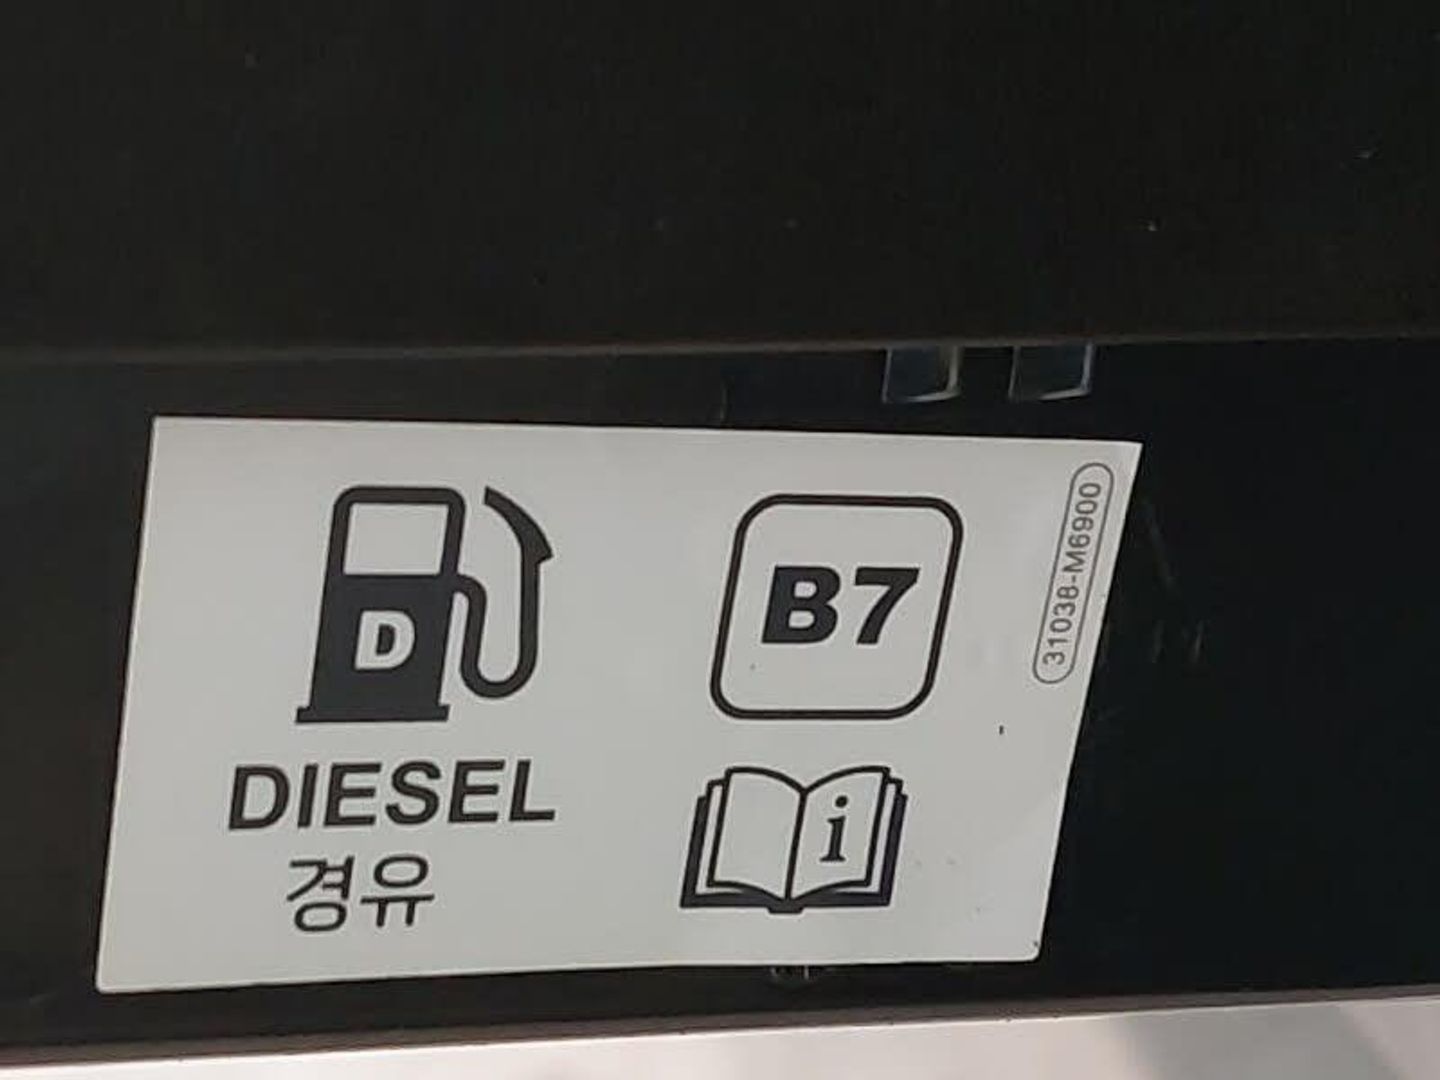 D
DIESEL
경유
B7
i
31038-M6900